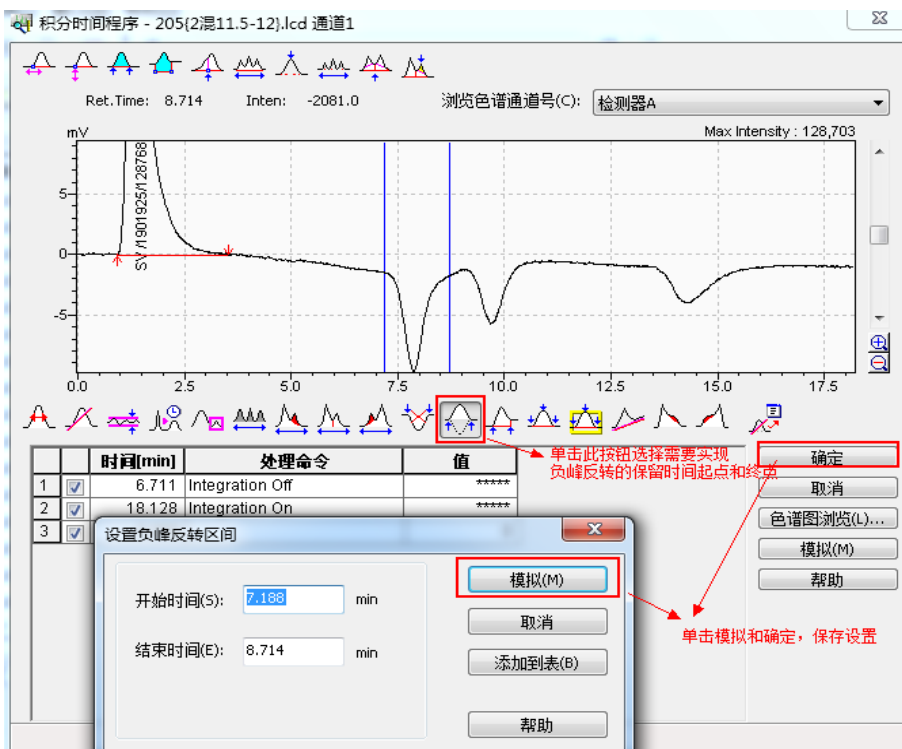 积分时间程序 - 205{2混11.5-12}.lcd 通道1
Ret.Time: 8.714 Inten: -2081.0 浏览色谱通道号(C): 检测器A
mV Max Intensity : 128,703
SV /1901925/128768
5
0
-5
0.0 2.5 5.0 7.5 10.0 12.5 15.0 17.5
单击此按钮选择需要实现
负峰反转的保留时间起点和终点
时间[min] 处理命令 值
1 6.711 Integration Off *****
2 18.128 Integration On *****
3
确定
取消
色谱图浏览(L)...
模拟(M)
帮助
设置负峰反转区间
开始时间(S): 7.188 min
结束时间(E): 8.714 min
模拟(M)
取消
添加到表(B)
帮助
单击模拟和确定，保存设置